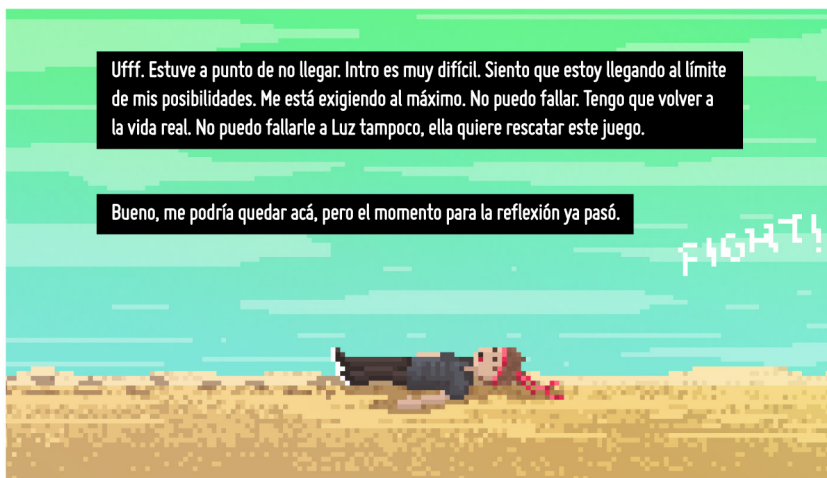 Ufff. Estuve a punto de no llegar. Intro es muy difícil. Siento que estoy llegando al límite
de mis posibilidades. Me está exigiendo al máximo. No puedo fallar. Tengo que volver a
la vida real. No puedo fallarle a Luz tampoco, ella quiere rescatar este juego.
Bueno, me podría quedar acá, pero el momento para la reflexión ya pasó.
FIGHT!